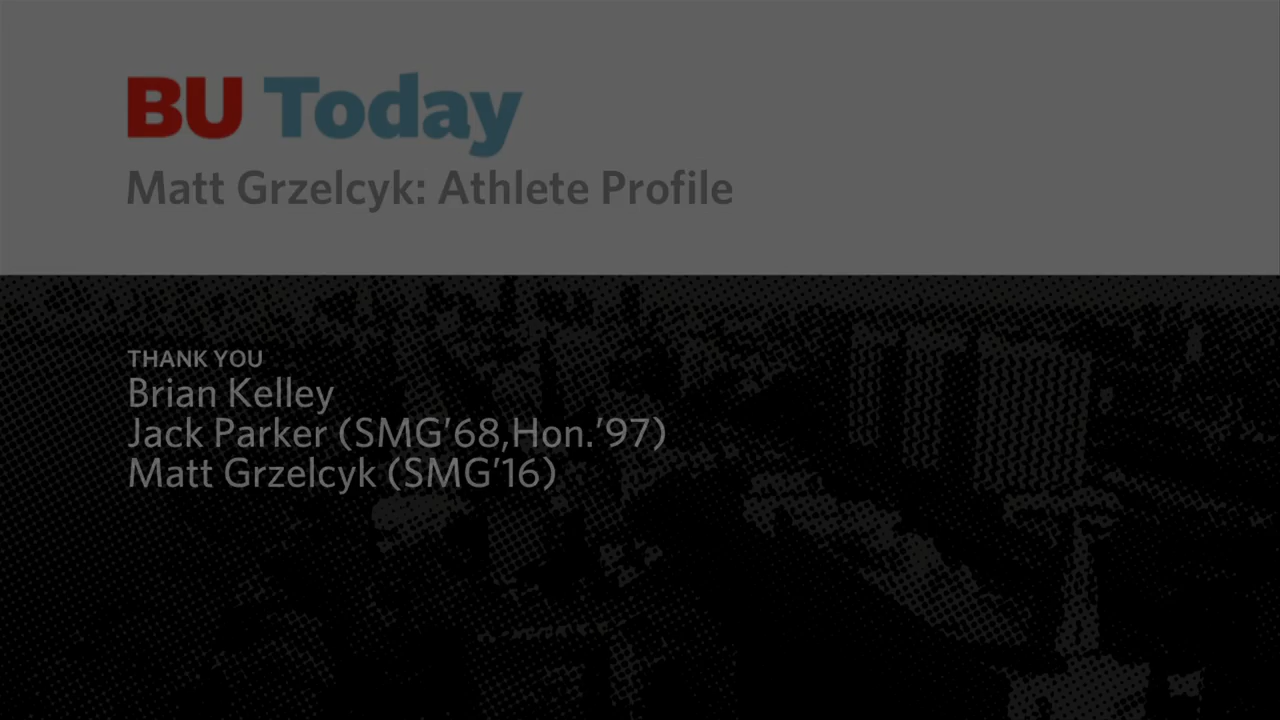 BU Today
Matt Grzelcyk: Athlete Profile
THANK YOU
Brian Kelley
Jack Parker (SMG’68,Hon.’97)
Matt Grzelcyk (SMG’16)